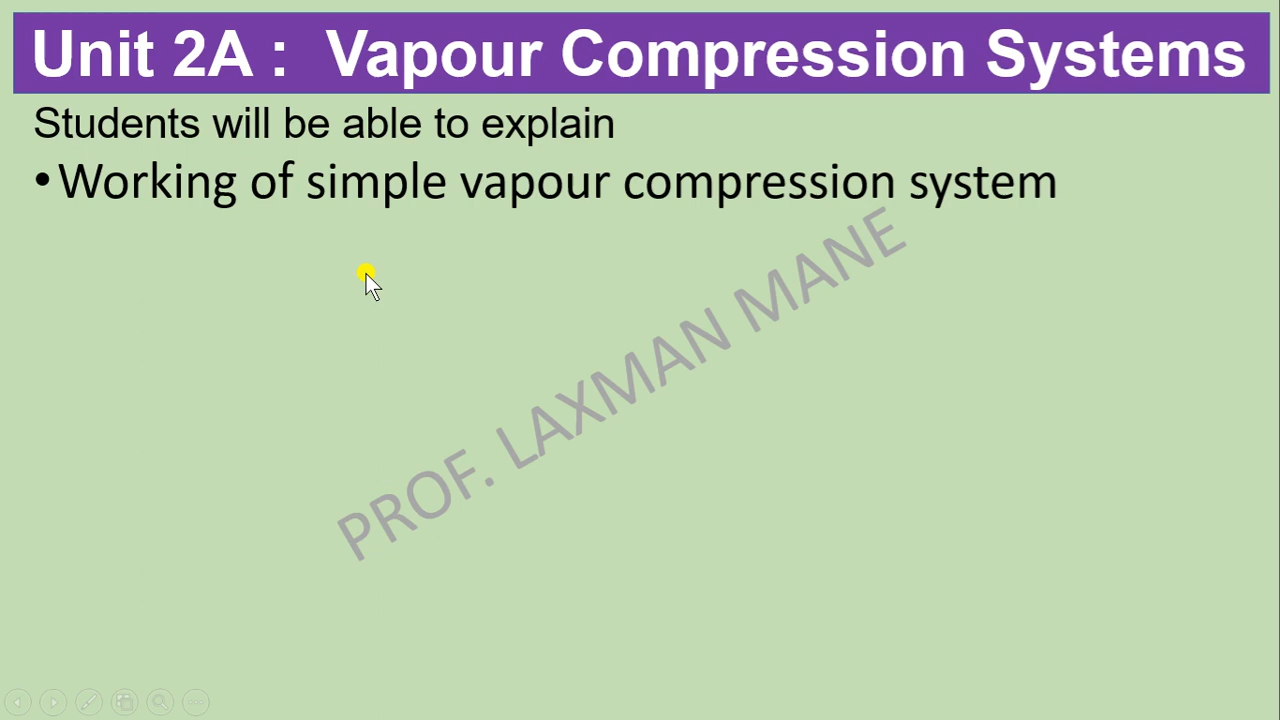 Unit 2A : Vapour Compression Systems
Students will be able to explain
•Working of simple vapour compression system
PROF. LAXMAN MANE